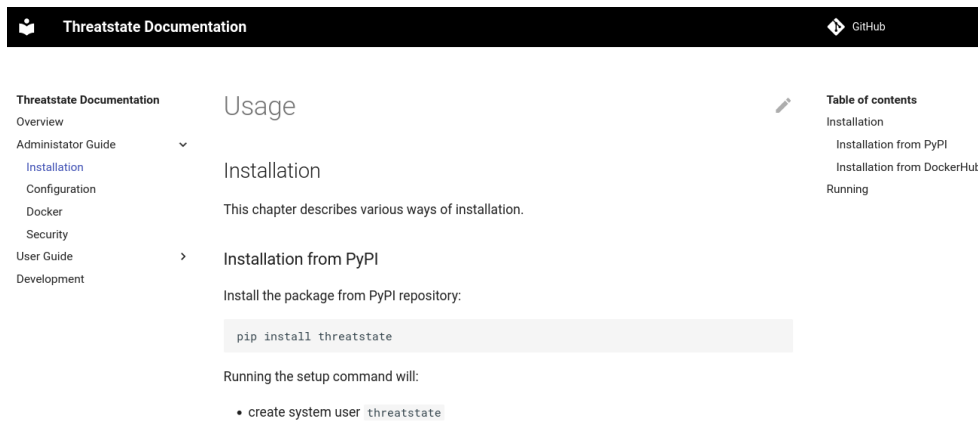 Threatstate Documentation
GitHub
Threatstate Documentation
Overview
Administator Guide
Installation
Configuration
Docker
Security
User Guide
Development
Usage
Installation
This chapter describes various ways of installation.
Installation from PyPI
Install the package from PyPI repository:
pip install threatstate
Running the setup command will:
• create system user threatstate
Table of contents
Installation
Installation from PyPI
Installation from DockerHub
Running